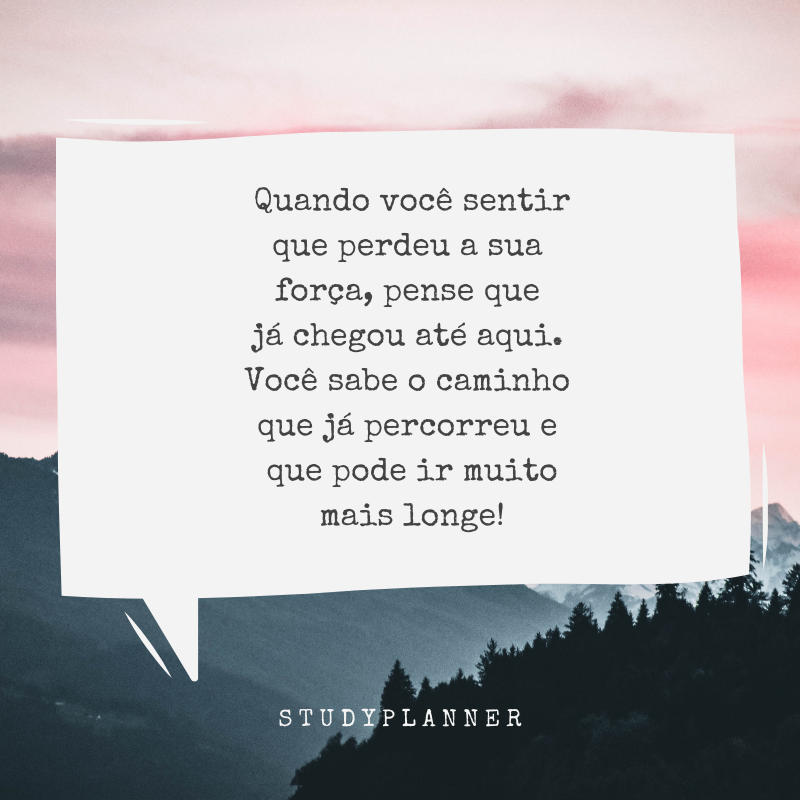 Quando você sentir
que perdeu a sua
força, pense que
já chegou até aqui.
Você sabe o caminho
que já percorreu e
que pode ir muito
mais longe!
STUDYPLANNER